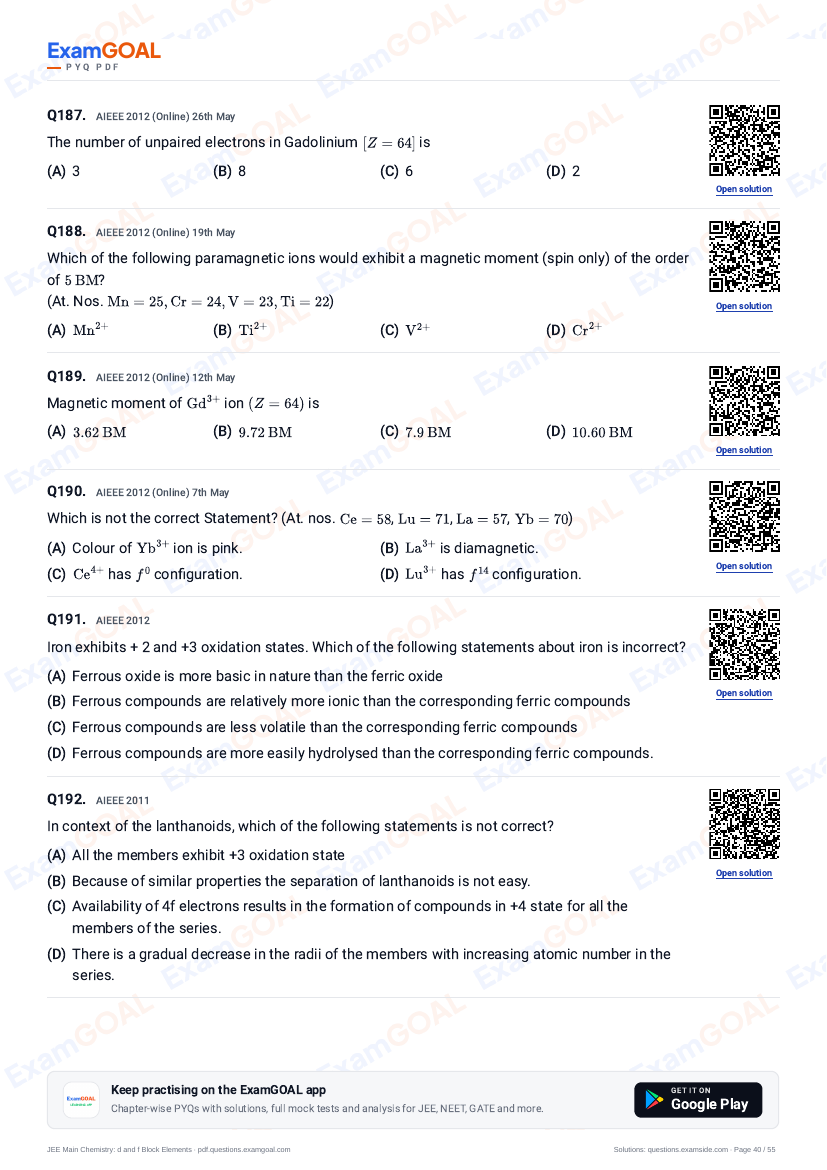 ExamGOAL
PYQ PDF
Q187. AIEEE 2012 (Online) 26th May
The number of unpaired electrons in Gadolinium [Z = 64] is
(A) 3 (B) 8 (C) 6 (D) 2
Open solution
Q188. AIEEE 2012 (Online) 19th May
Which of the following paramagnetic ions would exhibit a magnetic moment (spin only) of the order
of 5 BM?
(At. Nos. Mn = 25, Cr = 24, V = 23, Ti = 22)
(A) Mn²⁺ (B) Ti²⁺ (C) V²⁺ (D) Cr²⁺
Open solution
Q189. AIEEE 2012 (Online) 12th May
Magnetic moment of Gd³⁺ ion (Z = 64) is
(A) 3.62 BM (B) 9.72 BM (C) 7.9 BM (D) 10.60 BM
Open solution
Q190. AIEEE 2012 (Online) 7th May
Which is not the correct Statement? (At. nos. Ce = 58, Lu = 71, La = 57, Yb = 70)
(A) Colour of Yb³⁺ ion is pink. (B) La³⁺ is diamagnetic.
(C) Ce⁴⁺ has f⁰ configuration. (D) Lu³⁺ has f¹⁴ configuration.
Open solution
Q191. AIEEE 2012
Iron exhibits + 2 and +3 oxidation states. Which of the following statements about iron is incorrect?
(A) Ferrous oxide is more basic in nature than the ferric oxide
(B) Ferrous compounds are relatively more ionic than the corresponding ferric compounds
(C) Ferrous compounds are less volatile than the corresponding ferric compounds
(D) Ferrous compounds are more easily hydrolysed than the corresponding ferric compounds.
Open solution
Q192. AIEEE 2011
In context of the lanthanoids, which of the following statements is not correct?
(A) All the members exhibit +3 oxidation state
(B) Because of similar properties the separation of lanthanoids is not easy.
(C) Availability of 4f electrons results in the formation of compounds in +4 state for all the
members of the series.
(D) There is a gradual decrease in the radii of the members with increasing atomic number in the
series.
Open solution
ExamGOAL
Keep practising on the ExamGOAL app
Chapter-wise PYQs with solutions, full mock tests and analysis for JEE, NEET, GATE and more.
GET IT ON
Google Play
JEE Main Chemistry: d and f Block Elements · pdf.questions.examgoal.com
Solutions: questions.examside.com · Page 40 / 55